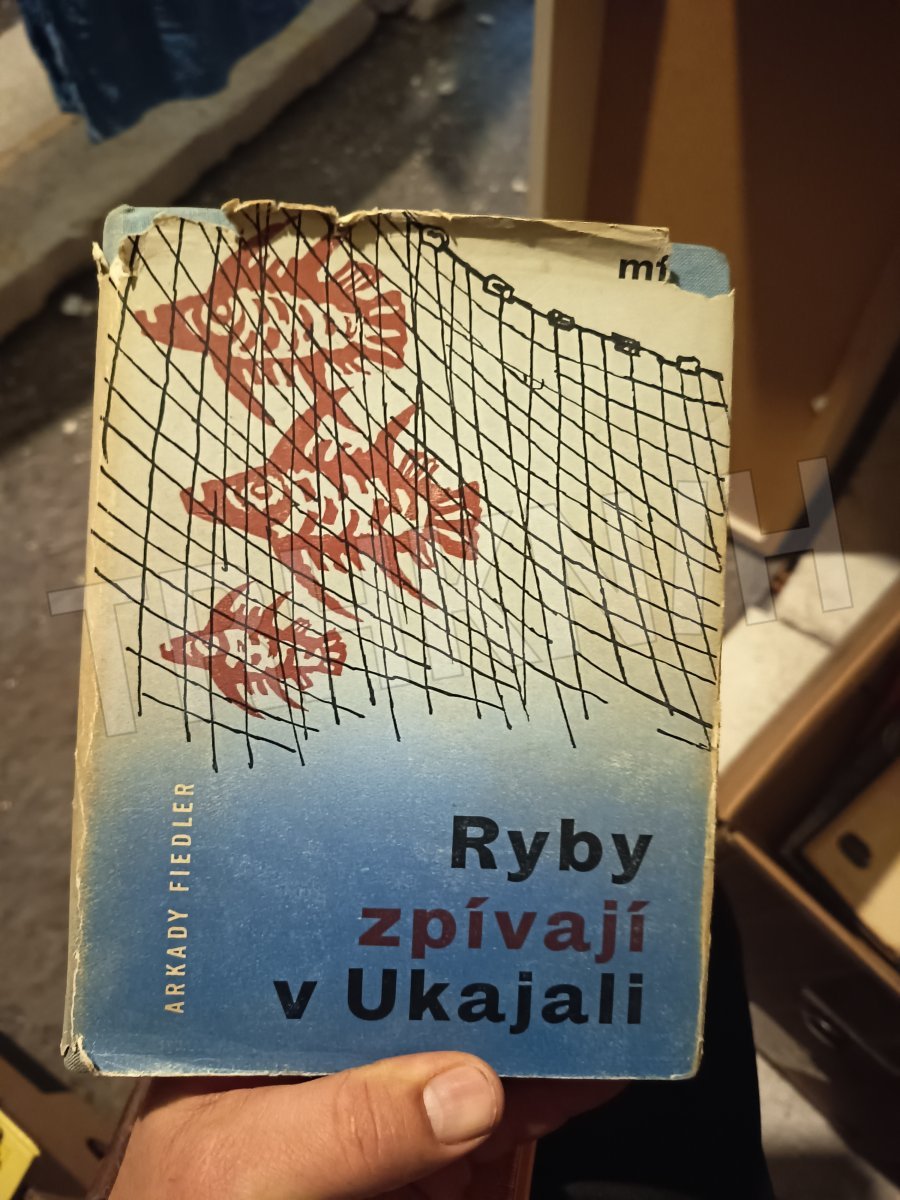 mf
ARKADY FIEDLER
Ryby
zpívají
v Ukajali